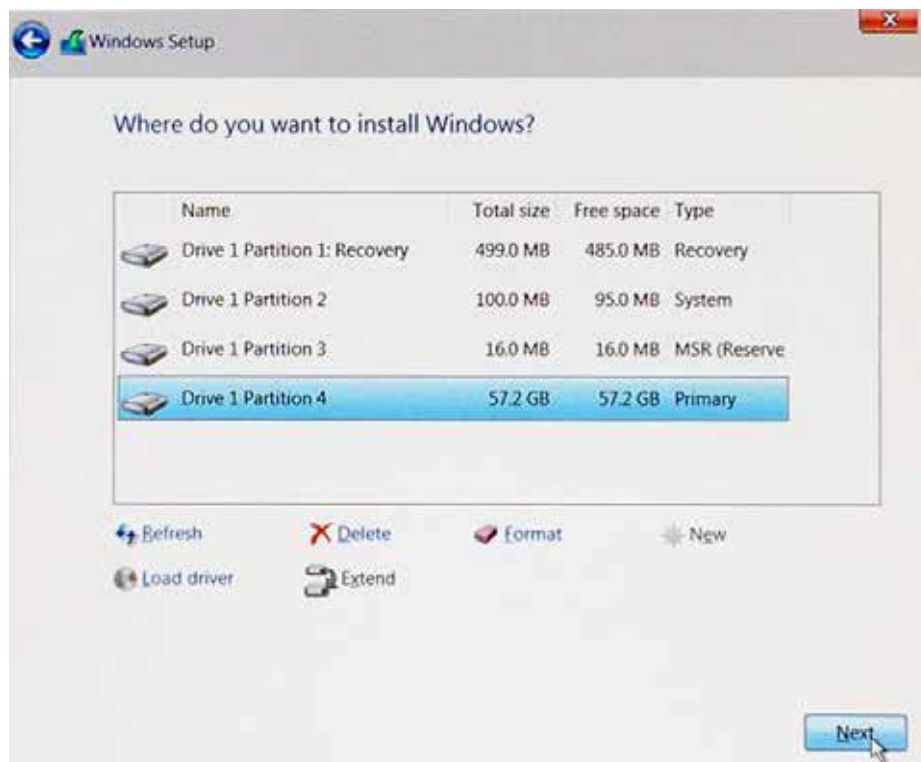 Windows Setup
Where do you want to install Windows?
Name Total size Free space Type
Drive 1 Partition 1: Recovery 499.0 MB 485.0 MB Recovery
Drive 1 Partition 2 100.0 MB 95.0 MB System
Drive 1 Partition 3 16.0 MB 16.0 MB MSR (Reserve
Drive 1 Partition 4 57.2 GB 57.2 GB Primary
Refresh Delete Format New
Load driver Extend
Next